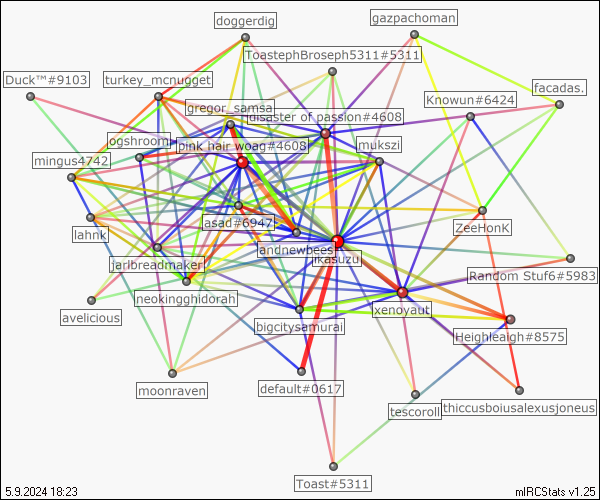 doggerdig
gazpachoman
ToastephBroseph5311#5311
Duck™#9103
turkey_mcnugget
facadas.
Knowun#6424
gregor_samsa
disaster of passion#4608
ogshroom
pink hair woag#4608
mukszi
mingus4742
asad#6947
lahnk
ZeeHonK
andnewbees
jikasuzu
jaribreadmaker
Random Stuf6#5983
neokingghidorah
avelicious
xenoyaut
bigcitysamurai
Heighleaigh#8575
moonraven
default#0617
tescoroll
thiccusboiusalexusjoneus
Toast#5311
5.9.2024 18:23
mIRCStats v1.25